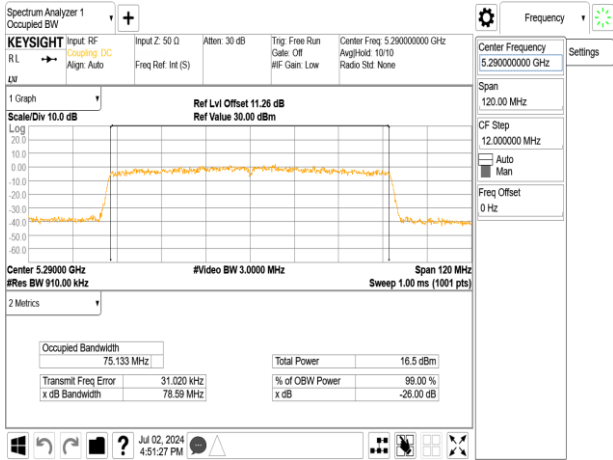 Spectrum Analyzer 1
Occupied BW
KEYSIGHT
RL
Input: RF
Coupling: DC
Align: Auto
Input Z: 50 Ω
Freq Ref: Int (S)
Atten: 30 dB
Trig: Free Run
Gate: Off
#IF Gain: Low
Center Freq: 5.290000000 GHz
Avg|Hold: 10/10
Radio Std: None
1 Graph
Scale/Div 10.0 dB
Ref Lvl Offset 11.26 dB
Ref Value 30.00 dBm
Log
20.0
10.0
0.00
-10.0
-20.0
-30.0
-40.0
-50.0
-60.0
Center 5.29000 GHz
#Video BW 3.0000 MHz
Span 120 MHz
#Res BW 910.00 kHz
Sweep 1.00 ms (1001 pts)
2 Metrics
Occupied Bandwidth
75.133 MHz
Total Power 16.5 dBm
Transmit Freq Error 31.020 kHz
% of OBW Power 99.00 %
x dB Bandwidth 78.59 MHz
x dB -26.00 dB
?
Jul 02, 2024
4:51:27 PM
Frequency
Settings
Center Frequency
5.290000000 GHz
Span
120.00 MHz
CF Step
12.000000 MHz
Auto
Man
Freq Offset
0 Hz